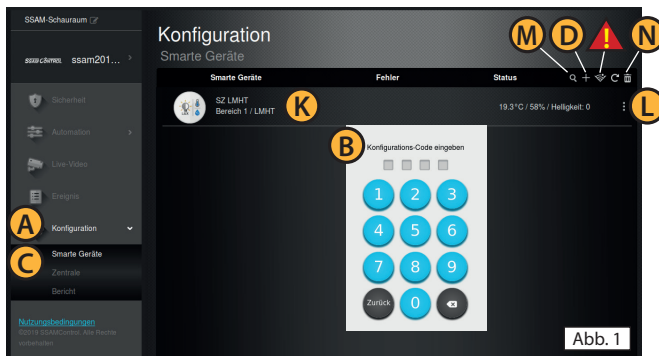 SSAM-Schauraum
SSAMCONTROL ssam201...
Sicherheit
Automation
Live-Video
Ereignis
A
Konfiguration
C
Smarte Geräte
Zentrale
Bericht
Nutzungsbedingungen
©2018 SSAMControl. Alle Rechte
vorbehalten
Konfiguration
Smarte Geräte
M D ! N
Smarte Geräte Fehler Status
SZ LMHT
Bereich 1 / LMHT
K
19.3°C / 58% / Helligkeit: 0
L
B
Konfigurations-Code eingeben
1 2 3
4 5 6
7 8 9
Zurück 0
Abb. 1